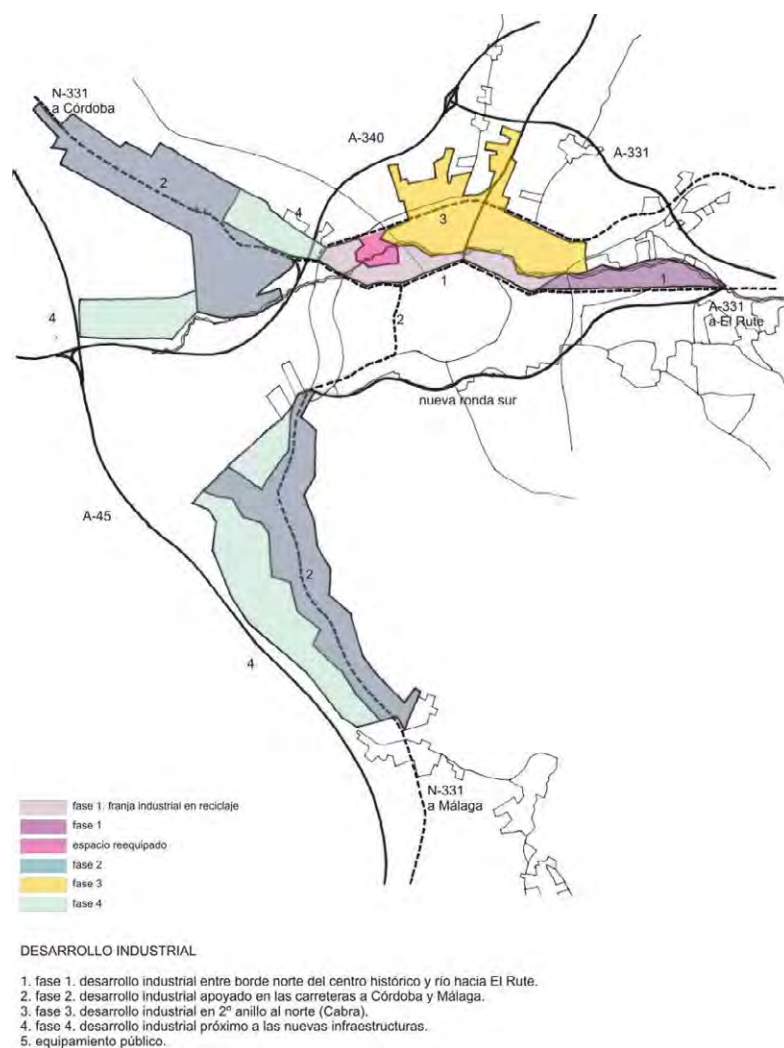 N-331
a Córdoba
A-340
A-331
2
4
3
4
1
1
2
A-331
a El Rute
nueva ronda sur
A-45
2
4
N-331
a Málaga
fase 1. franja industrial en reciclaje
fase 1
espacio reequipado
fase 2
fase 3
fase 4
DESARROLLO INDUSTRIAL
1. fase 1. desarrollo industrial entre borde norte del centro histórico y río hacia El Rute.
2. fase 2. desarrollo industrial apoyado en las carreteras a Córdoba y Málaga.
3. fase 3. desarrollo industrial en 2º anillo al norte (Cabra).
4. fase 4. desarrollo industrial próximo a las nuevas infraestructuras.
5. equipamiento público.